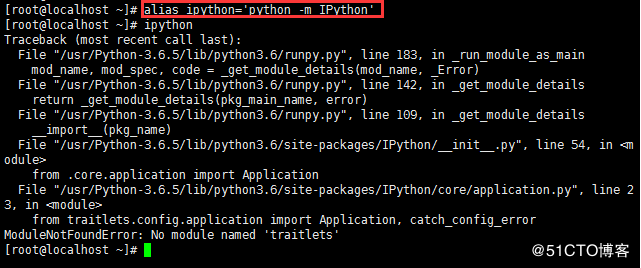 [root@localhost ~]# alias ipython='python -m IPython'
[root@localhost ~]# ipython
Traceback (most recent call last):
  File "/usr/Python-3.6.5/lib/python3.6/runpy.py", line 183, in _run_module_as_main
    mod_name, mod_spec, code = _get_module_details(mod_name, _Error)
  File "/usr/Python-3.6.5/lib/python3.6/runpy.py", line 142, in _get_module_details
    return _get_module_details(pkg_main_name, error)
  File "/usr/Python-3.6.5/lib/python3.6/runpy.py", line 109, in _get_module_details
    __import__(pkg_name)
  File "/usr/Python-3.6.5/lib/python3.6/site-packages/IPython/__init__.py", line 54, in <m
odule>
    from .core.application import Application
  File "/usr/Python-3.6.5/lib/python3.6/site-packages/IPython/core/application.py", line 2
3, in <module>
    from traitlets.config.application import Application, catch_config_error
ModuleNotFoundError: No module named 'traitlets'
[root@localhost ~]#
@51CTO博客